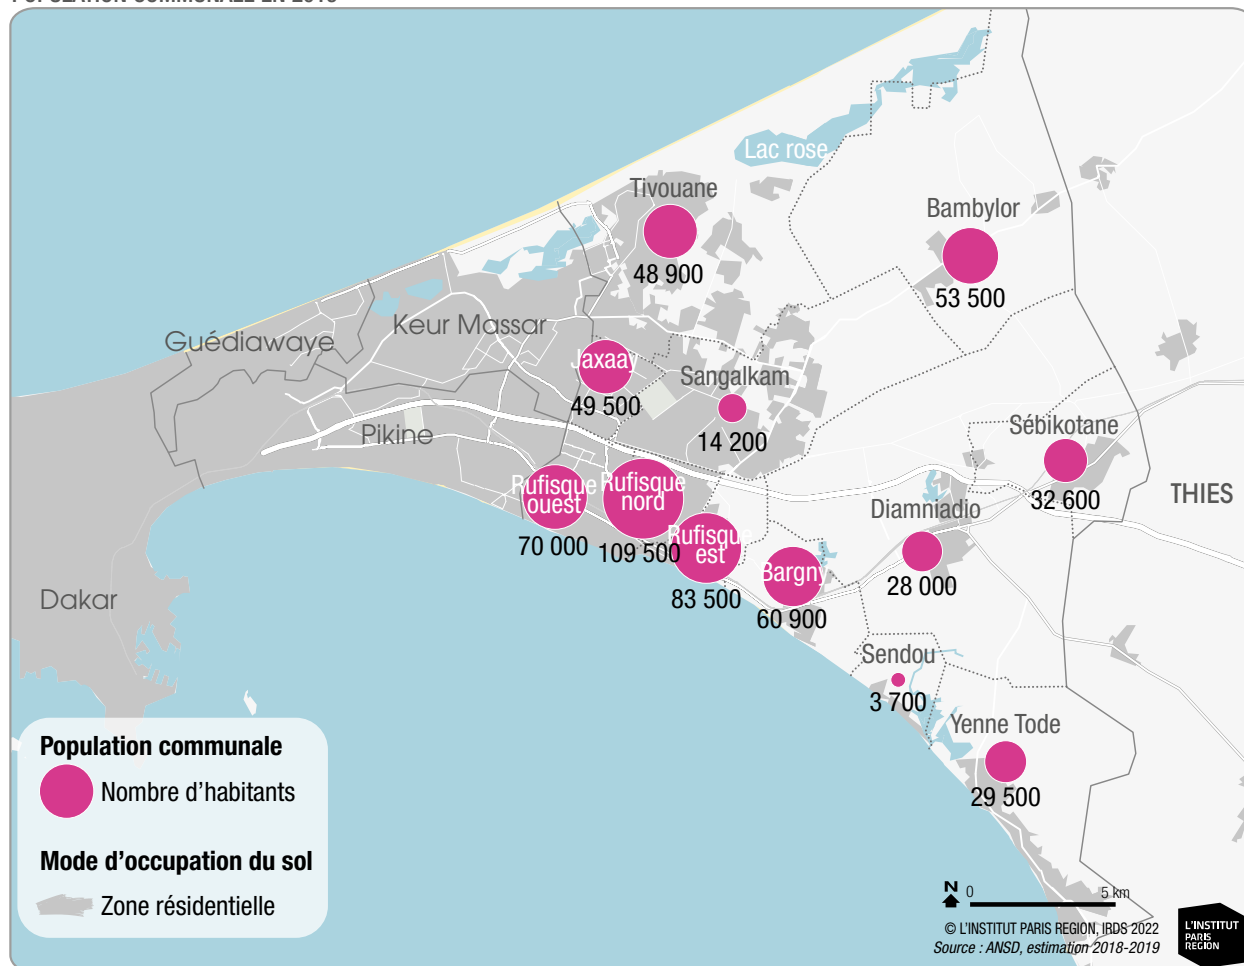 Lac rose
Tivouane
48 900
Bambylor
53 500
Keur Massar
Guédiawaye
Jaxaay
49 500
Sangalkam
14 200
Pikine
Sébikotane
32 600
THIES
Rufisque
ouest
70 000
Rufisque
nord
109 500
Rufisque
est
83 500
Diamniadio
28 000
Bargny
60 900
Dakar
Sendou
3 700
Yenne Tode
29 500
Population communale
Nombre d'habitants
Mode d'occupation du sol
Zone résidentielle
N 0 5 km
© L'INSTITUT PARIS REGION, IRDS 2022
Source : ANSD, estimation 2018-2019
L'INSTITUT
PARIS
REGION